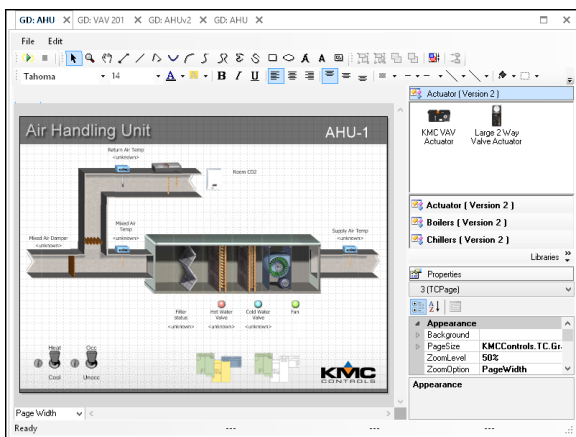 GD: AHU X GD: VAV 201 X GD: AHUv2 X GD: AHU X
File Edit
Tahoma 14 A B I U
Actuator ( Version 2 )
KMC VAV Actuator
Large 2 Way Valve Actuator
Air Handling Unit AHU-1
Return Air Temp
<unknown>
Room CO2
Mixed Air Damper
<unknown>
Mixed Air Temp
<unknown>
Supply Air Temp
<unknown>
Filter Status
<unknown>
Hot Water Valve
<unknown>
Cold Water Valve
<unknown>
Fan
Heat Occ
Cool Unocc
KMC
CONTROLS
Actuator ( Version 2 )
Boilers ( Version 2 )
Chillers ( Version 2 )
Libraries
Properties
3 (TCPage)
Appearance
Background
PageSize KMCControls.TC.Gr
ZoomLevel 50%
ZoomOption PageWidth
Appearance
Page Width
Ready --- --- ---